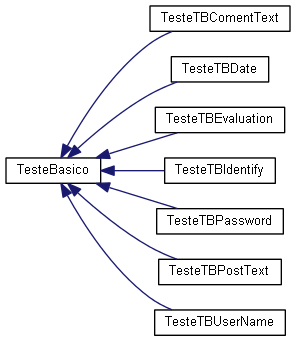 TesteTBComentText
TesteTBDate
TesteTBEvaluation
TesteBasico
TesteTBIdentify
TesteTBPassword
TesteTBPostText
TesteTBUserName